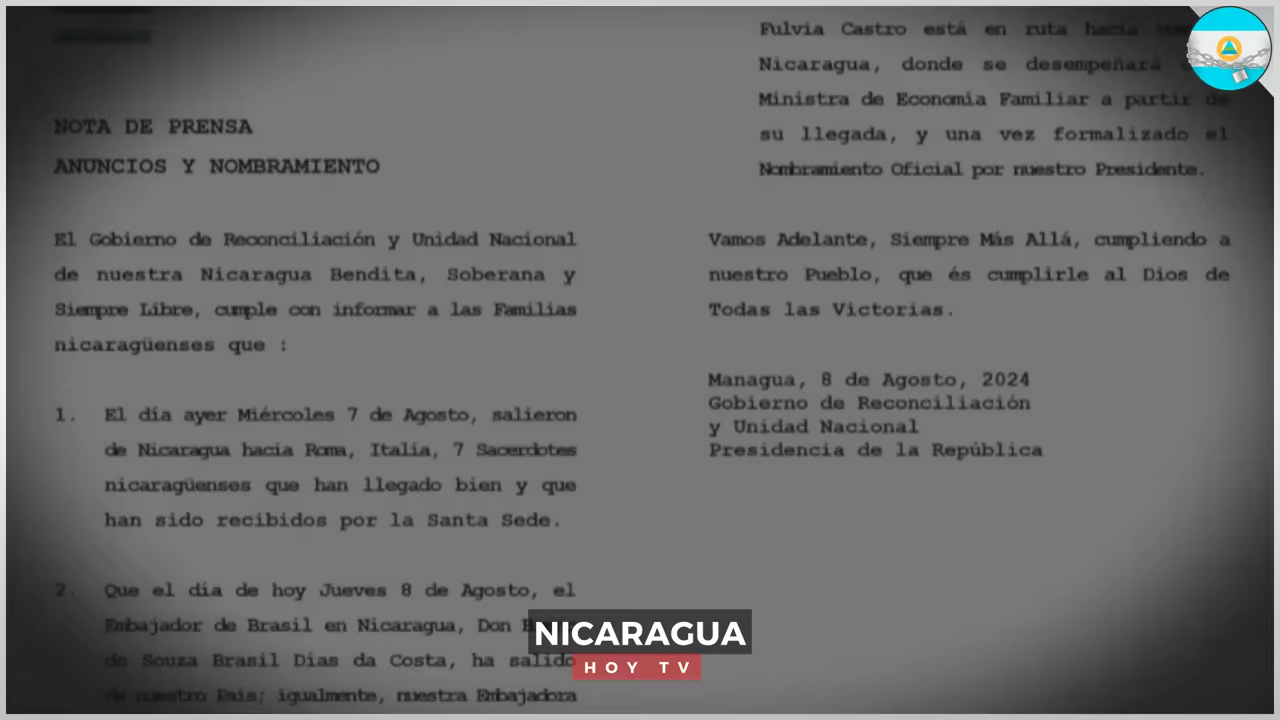 NOTA DE PRENSA
ANUNCIOS Y NOMBRAMIENTO
El Gobierno de Reconciliación y Unidad Nacional
de nuestra Nicaragua Bendita, Soberana y
Siempre Libre, cumple con informar a las Familias
nicaragüenses que :
1. El día ayer Miércoles 7 de Agosto, salieron
de Nicaragua hacia Roma, Italia, 7 Sacerdotes
nicaragüenses que han llegado bien y que
han sido recibidos por la Santa Sede.
2. Que el día de hoy Jueves 8 de Agosto, el
Embajador de Brasil en Nicaragua, Don
de Souza Brasil Días da Costa, ha salido
de nuestro País; igualmente, nuestra Embajadora
Fulvia Castro está en ruta hacia
Nicaragua, donde se desempeñará
Ministra de Economía Familiar a partir de
su llegada, y una vez formalizado el
Nombramiento Oficial por nuestro Presidente.
Vamos Adelante, Siempre Más Allá, cumpliendo a
nuestro Pueblo, que és cumplirle al Dios de
Todas las Victorias.
Managua, 8 de Agosto, 2024
Gobierno de Reconciliación
y Unidad Nacional
Presidencia de la República
NICARAGUA
HOY TV